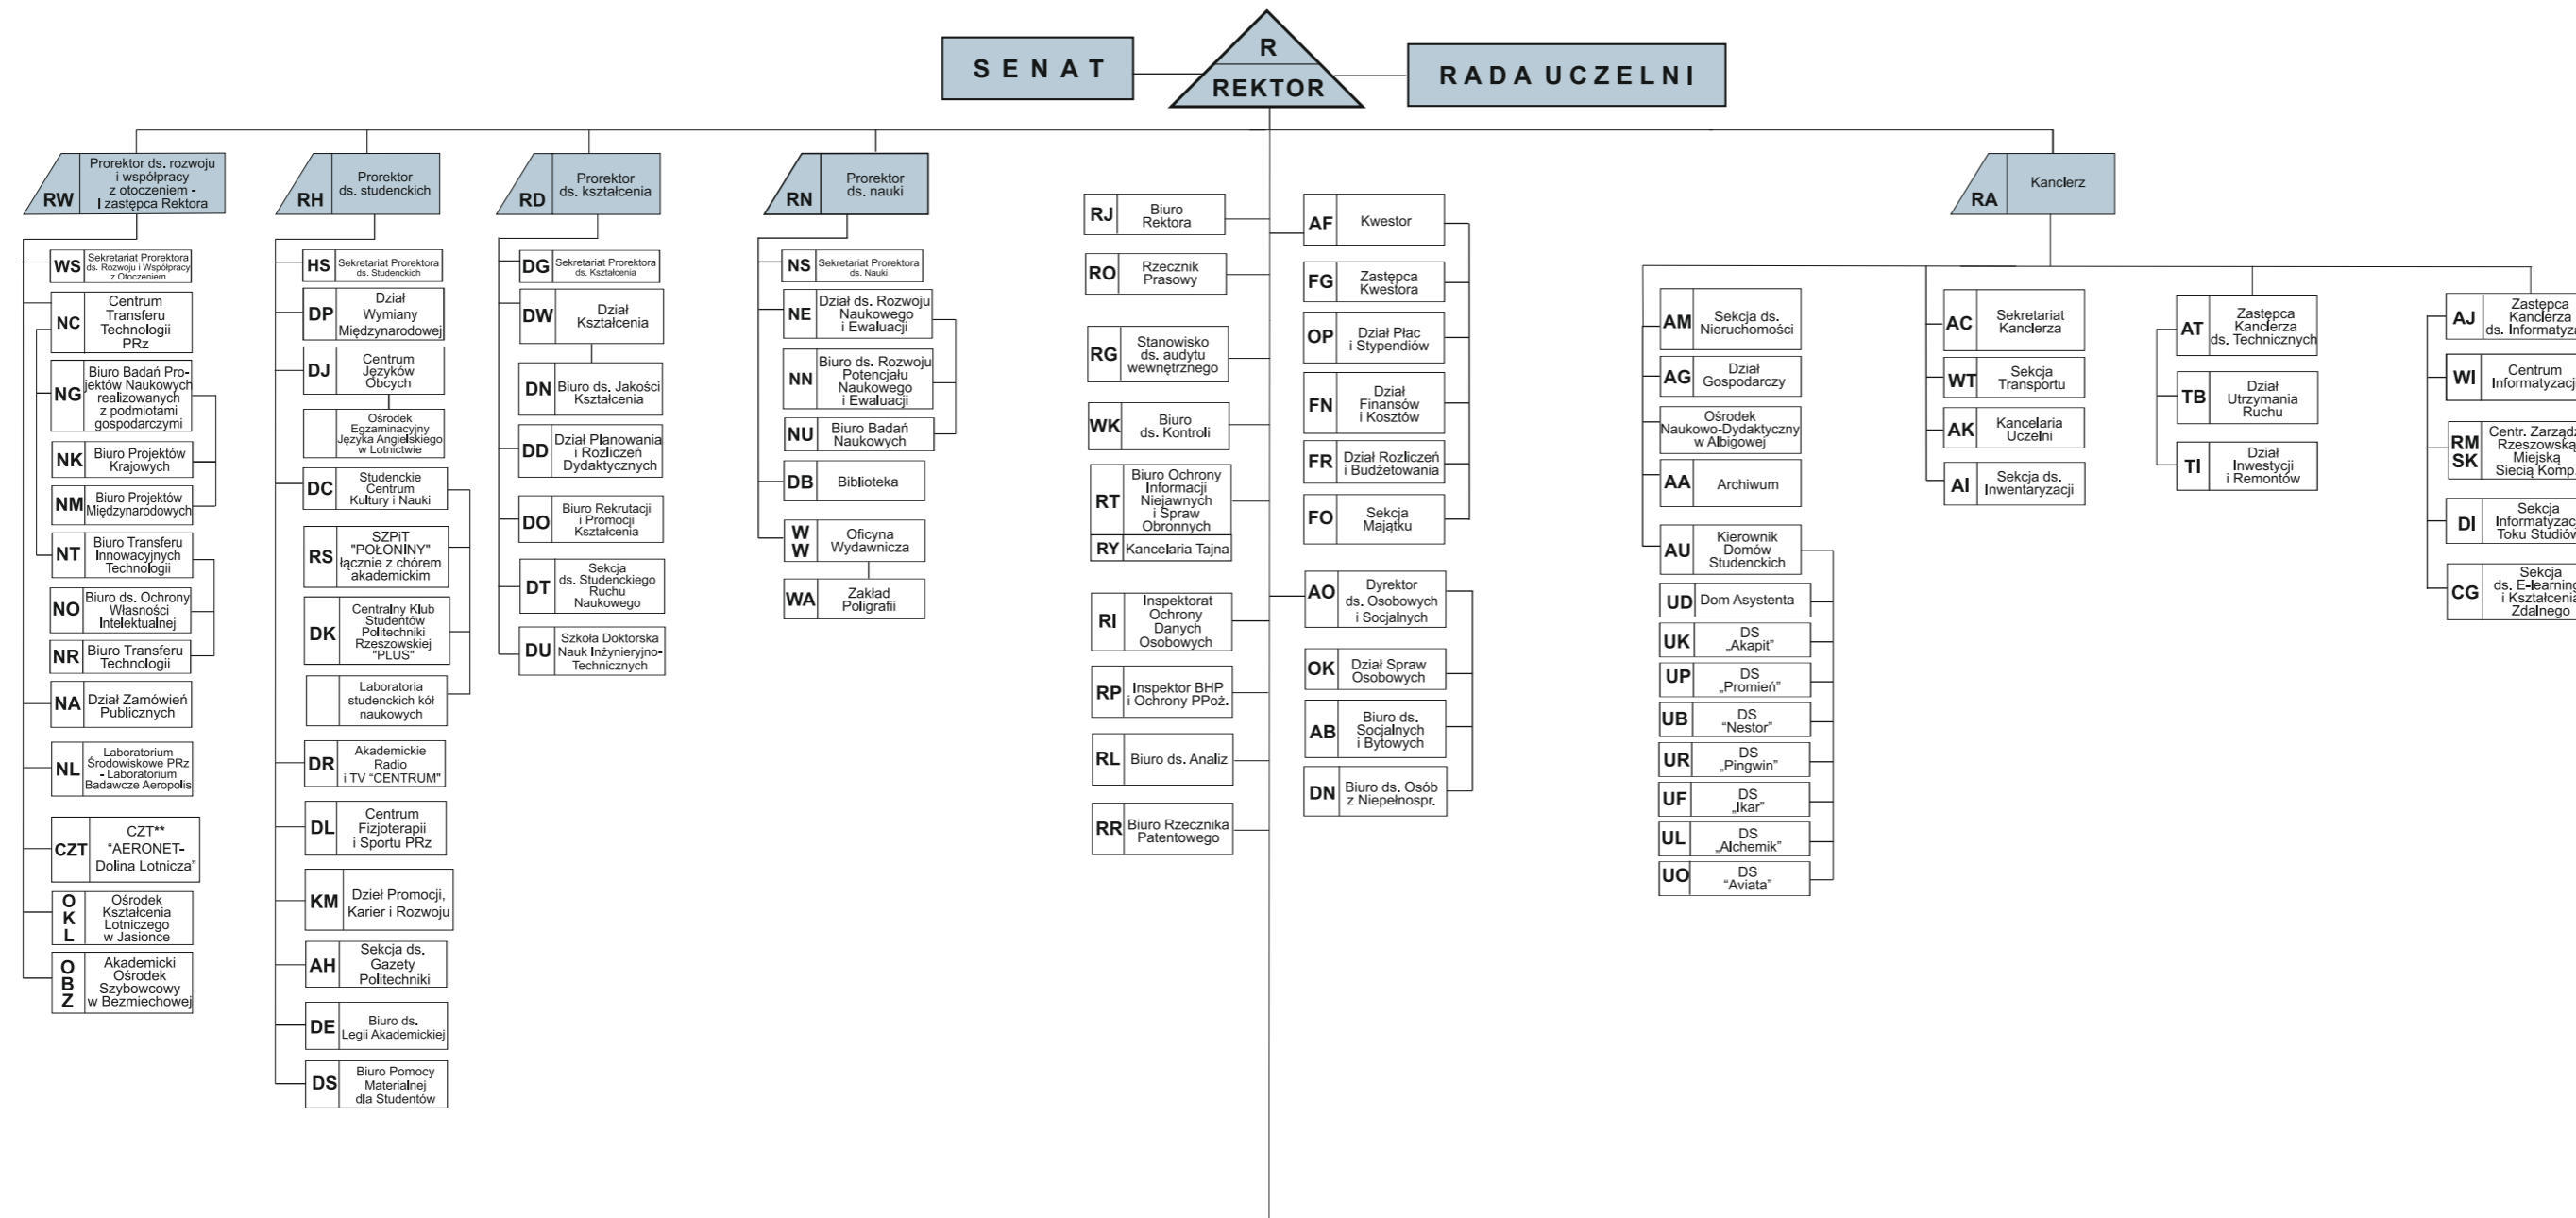 S E N A T
R
REKTOR
RADA UCZELNI
RW
Prorektor ds. rozwoju
i współpracy
z otoczeniem -
I zastępca Rektora
WS
Sekretariat Prorektora
ds. Rozwoju i Współpracy
z Otoczeniem
NC
Centrum
Transferu
Technologii
PRz
NG
Biuro Badań Pro-
jektów Naukowych
realizowanych
z podmiotami
gospodarczymi
NK
Biuro Projektów
Krajowych
NM
Biuro Projektów
Międzynarodowych
NT
Biuro Transferu
Innowacyjnych
Technologii
NO
Biuro ds. Ochrony
Własności
Intelektualnej
NR
Biuro Transferu
Technologii
NA
Dział Zamówień
Publicznych
NL
Laboratorium
Środowiskowe PRz
- Laboratorium
Badawcze Aeropolis
CZT
CZT**
“AERONET-
Dolina Lotnicza”
O
K
L
Ośrodek
Kształcenia
Lotniczego
w Jasionce
O
B
Z
Akademicki
Ośrodek
Szybowcowy
w Bezmiechowej
RH
Prorektor
ds. studenckich
HS
Sekretariat Prorektora
ds. Studenckich
DP
Dział
Wymiany
Międzynarodowej
DJ
Centrum
Języków
Obcych
Ośrodek
Egzaminacyjny
Języka Angielskiego
w Lotnictwie
DC
Studenckie
Centrum
Kultury i Nauki
RS
SZPiT
"POŁONINY"
łącznie z chórem
akademickim
DK
Centralny Klub
Studentów
Politechniki
Rzeszowskiej
"PLUS"
Laboratoria
studenckich kół
naukowych
DR
Akademickie
Radio
i TV “CENTRUM"
DL
Centrum
Fizjoterapii
i Sportu PRz
KM
Dzieł Promocji,
Karier i Rozwoju
AH
Sekcja ds.
Gazety
Politechniki
DE
Biuro ds.
Legii Akademickiej
DS
Biuro Pomocy
Materialnej
dla Studentów
RD
Prorektor
ds. kształcenia
DG
Sekretariat Prorektora
ds. Kształcenia
DW
Dział
Kształcenia
DN
Biuro ds. Jakości
Kształcenia
DD
Dział Planowania
i Rozliczeń
Dydaktycznych
DO
Biuro Rekrutacji
i Promocji
Kształcenia
DT
Sekcja
ds. Studenckiego
Ruchu
Naukowego
DU
Szkoła Doktorska
Nauk Inżynieryjno-
Technicznych
RN
Prorektor
ds. nauki
NS
Sekretariat Prorektora
ds. Nauki
NE
Dział ds. Rozwoju
Naukowego
i Ewaluacji
NN
Biuro ds. Rozwoju
Potencjału
Naukowego
i Ewaluacji
NU
Biuro Badań
Naukowych
DB
Biblioteka
W
W
Oficyna
Wydawnicza
WA
Zakład
Poligrafii
RJ
Biuro
Rektora
RO
Rzecznik
Prasowy
RG
Stanowisko
ds. audytu
wewnętrznego
WK
Biuro
ds. Kontroli
RT
Biuro Ochrony
Informacji
Niejawnych
i Spraw
Obronnych
RY
Kancelaria Tajna
RI
Inspektorat
Ochrony
Danych
Osobowych
RP
Inspektor BHP
i Ochrony PPoż.
RL
Biuro ds. Analiz
RR
Biuro Rzecznika
Patentowego
AF
Kwestor
FG
Zastępca
Kwestora
OP
Dział Płac
i Stypendiów
FN
Dział
Finansów
i Kosztów
FR
Dział Rozliczeń
i Budżetowania
FO
Sekcja
Majątku
AO
Dyrektor
ds. Osobowych
i Socjalnych
OK
Dział Spraw
Osobowych
AB
Biuro ds.
Socjalnych
i Bytowych
DN
Biuro ds. Osób
z Niepełnospr.
RA
Kanclerz
AM
Sekcja ds.
Nieruchomości
AG
Dział
Gospodarczy
Ośrodek
Naukowo-Dydaktyczny
w Albigowej
AA
Archiwum
AU
Kierownik
Domów
Studenckich
UD
Dom Asystenta
UK
DS
„Akapit”
UP
DS
„Promień”
UB
DS
“Nestor”
UR
DS
„Pingwin”
UF
DS
„Ikar”
UL
DS
„Alchemik”
UO
DS
“Aviata”
AC
Sekretariat
Kanclerza
WT
Sekcja
Transportu
AK
Kancelaria
Uczelni
AI
Sekcja ds.
Inwentaryzacji
AT
Zastępca
Kanclerza
ds. Technicznych
TB
Dział
Utrzymania
Ruchu
TI
Dział
Inwestycji
i Remontów
AJ
Zastępca
Kanclerza
ds. Informatyza
WI
Centrum
Informatyzacj
RM
SK
Centr. Zarządz
Rzeszowską
Miejską
Siecią Komp.
DI
Sekcja
Informatyzac
Toku Studiów
CG
Sekcja
ds. E-learning
i Kształcenia
Zdalnego